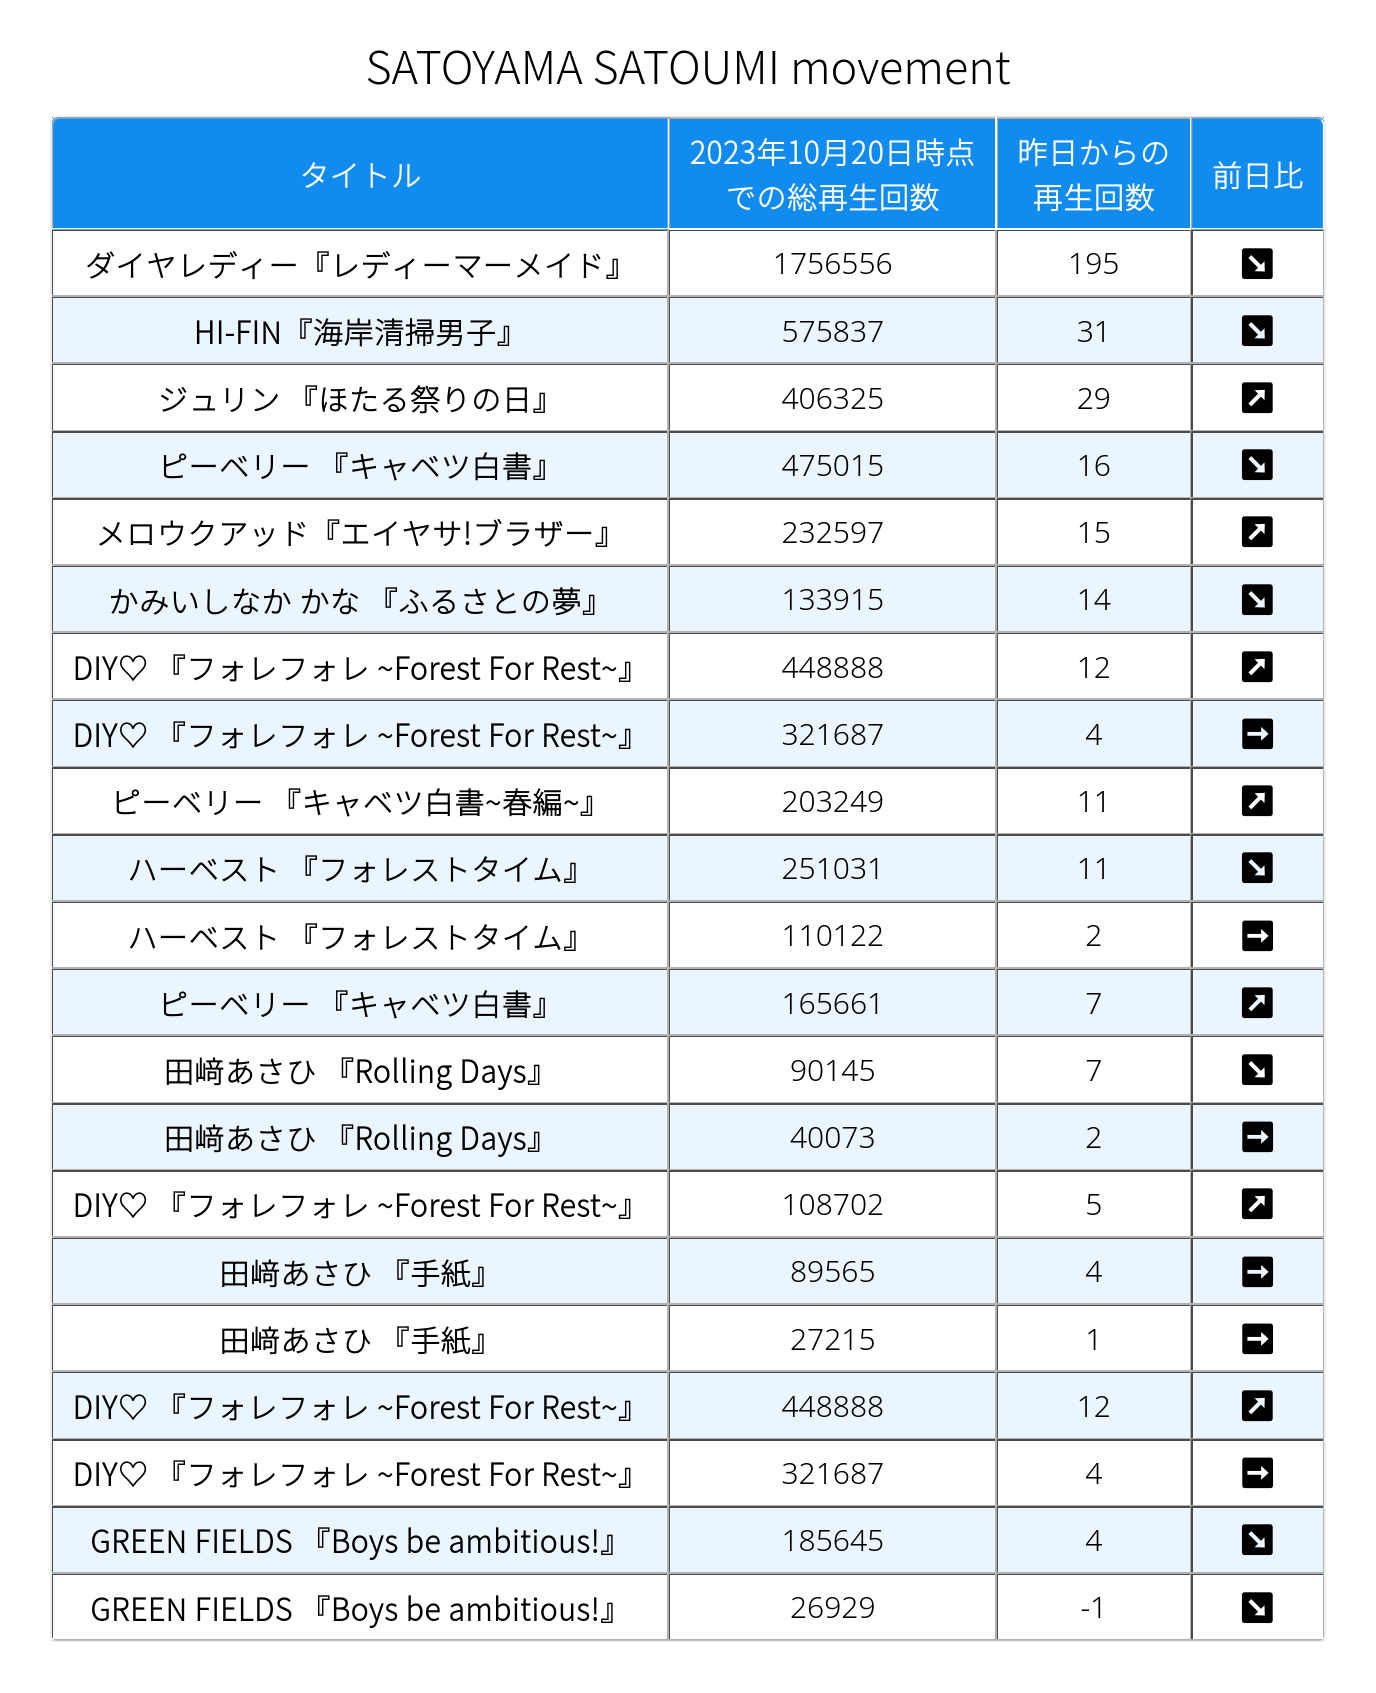 SATOYAMA SATOUMI movement
タイトル 2023年10月20日時点での総再生回数 昨日からの再生回数 前日比
ダイヤレディー『レディーマーメイド』 1756556 195 ↘
HI-FIN『海岸清掃男子』 575837 31 ↘
ジュリン 『ほたる祭りの日』 406325 29 ↗
ピーベリー 『キャベツ白書』 475015 16 ↘
メロウクアッド『エイヤサ!ブラザー』 232597 15 ↗
かみいしなか かな 『ふるさとの夢』 133915 14 ↘
DIY♡ 『フォレフォレ ~Forest For Rest~』 448888 12 ↗
DIY♡ 『フォレフォレ ~Forest For Rest~』 321687 4 →
ピーベリー 『キャベツ白書~春編~』 203249 11 ↗
ハーベスト 『フォレストタイム』 251031 11 ↘
ハーベスト 『フォレストタイム』 110122 2 →
ピーベリー 『キャベツ白書』 165661 7 ↗
田﨑あさひ 『Rolling Days』 90145 7 ↘
田﨑あさひ 『Rolling Days』 40073 2 →
DIY♡ 『フォレフォレ ~Forest For Rest~』 108702 5 ↗
田﨑あさひ 『手紙』 89565 4 →
田﨑あさひ 『手紙』 27215 1 →
DIY♡ 『フォレフォレ ~Forest For Rest~』 448888 12 ↗
DIY♡ 『フォレフォレ ~Forest For Rest~』 321687 4 →
GREEN FIELDS 『Boys be ambitious!』 185645 4 ↘
GREEN FIELDS 『Boys be ambitious!』 26929 -1 ↘